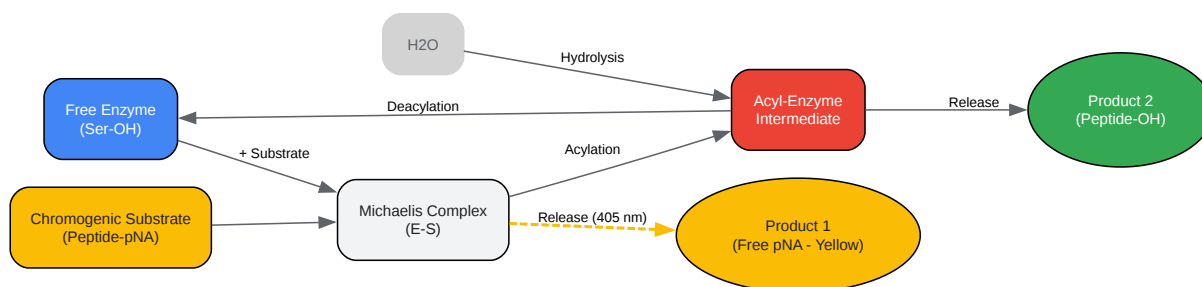 H2O
Hydrolysis
Free Enzyme
(Ser-OH)
Deacylation
Acyl-Enzyme
Intermediate
Release
Product 2
(Peptide-OH)
+ Substrate
Acylation
Chromogenic Substrate
(Peptide-pNA)
Michaelis Complex
(E-S)
Release (405 nm)
Product 1
(Free pNA - Yellow)